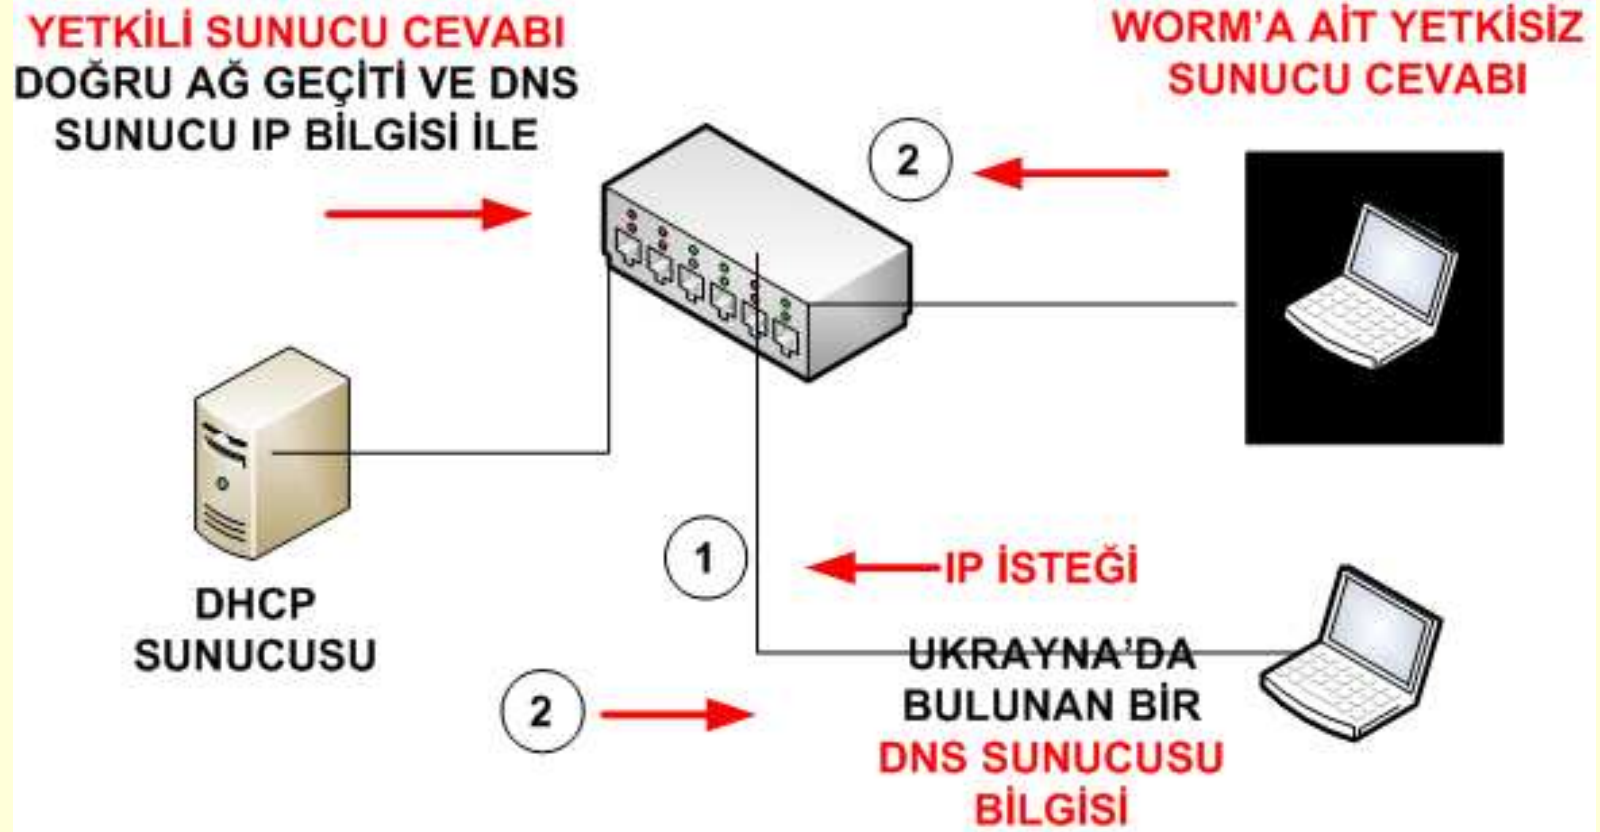 YETKİLİ SUNUCU CEVABI
DOĞRU AĞ GEÇİTİ VE DNS
SUNUCU IP BİLGİSİ İLE
WORM'A AİT YETKİSİZ
SUNUCU CEVABI
2
DHCP
SUNUCUSU
1
IP İSTEĞİ
2
UKRAYNA'DA
BULUNAN BİR
DNS SUNUCUSU
BİLGİSİ